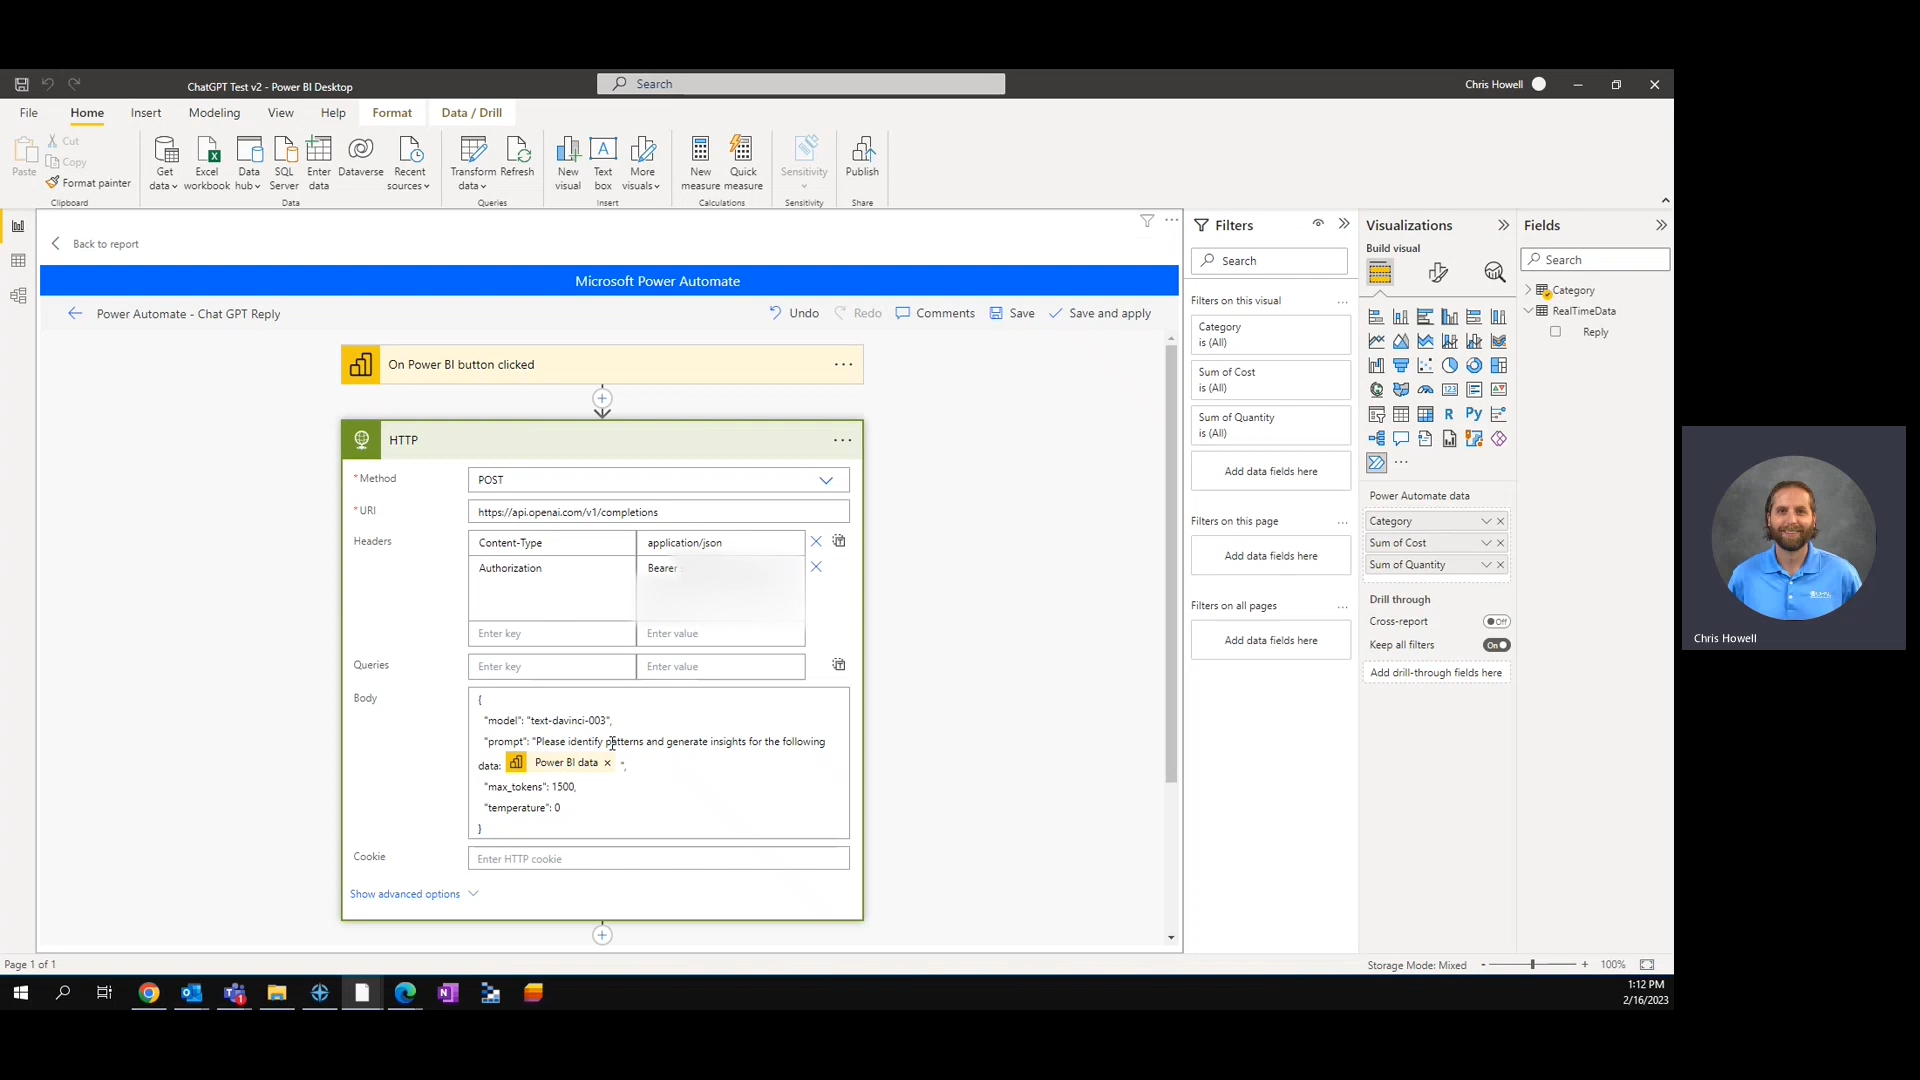 ChatGPT Test v2 - Power BI Desktop
Search
Chris Howell
File
Home
Insert
Modeling
View
Help
Format
Data / Drill
Paste
Cut
Copy
Format painter
Clipboard
Get data
Excel workbook
Data hub
SQL Server
Enter data
Dataverse
Recent sources
Data
Transform data
Refresh
Queries
New visual
Text box
More visuals
Insert
New measure
Quick measure
Calculations
Sensitivity
Sensitivity
Publish
Share
Back to report
Microsoft Power Automate
Power Automate - Chat GPT Reply
Undo
Redo
Comments
Save
Save and apply
On Power BI button clicked
HTTP
* Method
POST
* URI
https://api.openai.com/v1/completions
Headers
Content-Type
application/json
Authorization
Bearer
Enter key
Enter value
Queries
Enter key
Enter value
Body
{
"model": "text-davinci-003",
"prompt": "Please identify patterns and generate insights for the following
data: Power BI data × ",
"max_tokens": 1500,
"temperature": 0
}
Cookie
Enter HTTP cookie
Show advanced options
Filters
Search
Filters on this visual
Category
is (All)
Sum of Cost
is (All)
Sum of Quantity
is (All)
Add data fields here
Filters on this page
Add data fields here
Filters on all pages
Add data fields here
Visualizations
Build visual
123
R
Py
Power Automate data
Category
Sum of Cost
Sum of Quantity
Drill through
Cross-report
Off
Keep all filters
On
Add drill-through fields here
Fields
Search
Category
RealTimeData
Reply
Chris Howell
Page 1 of 1
Storage Mode: Mixed
- + 100%
1:12 PM
2/16/2023